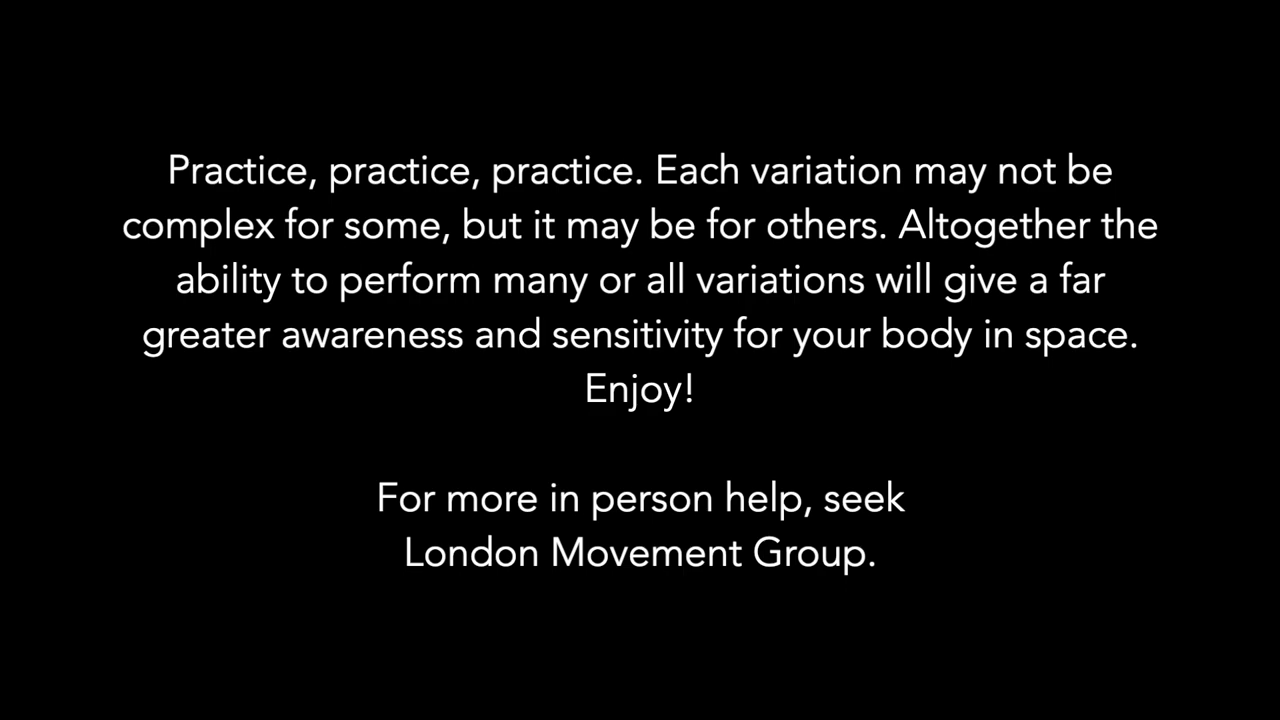 Practice, practice, practice. Each variation may not be
complex for some, but it may be for others. Altogether the
ability to perform many or all variations will give a far
greater awareness and sensitivity for your body in space.
Enjoy!
For more in person help, seek
London Movement Group.